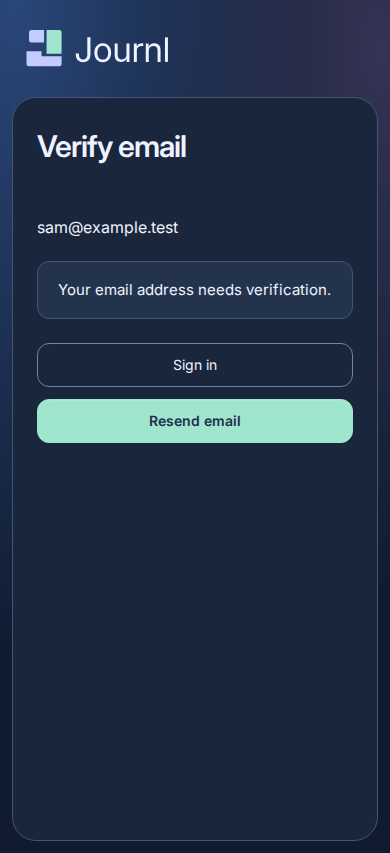 Journl
Verify email
sam@example.test
Your email address needs verification.
Sign in
Resend email